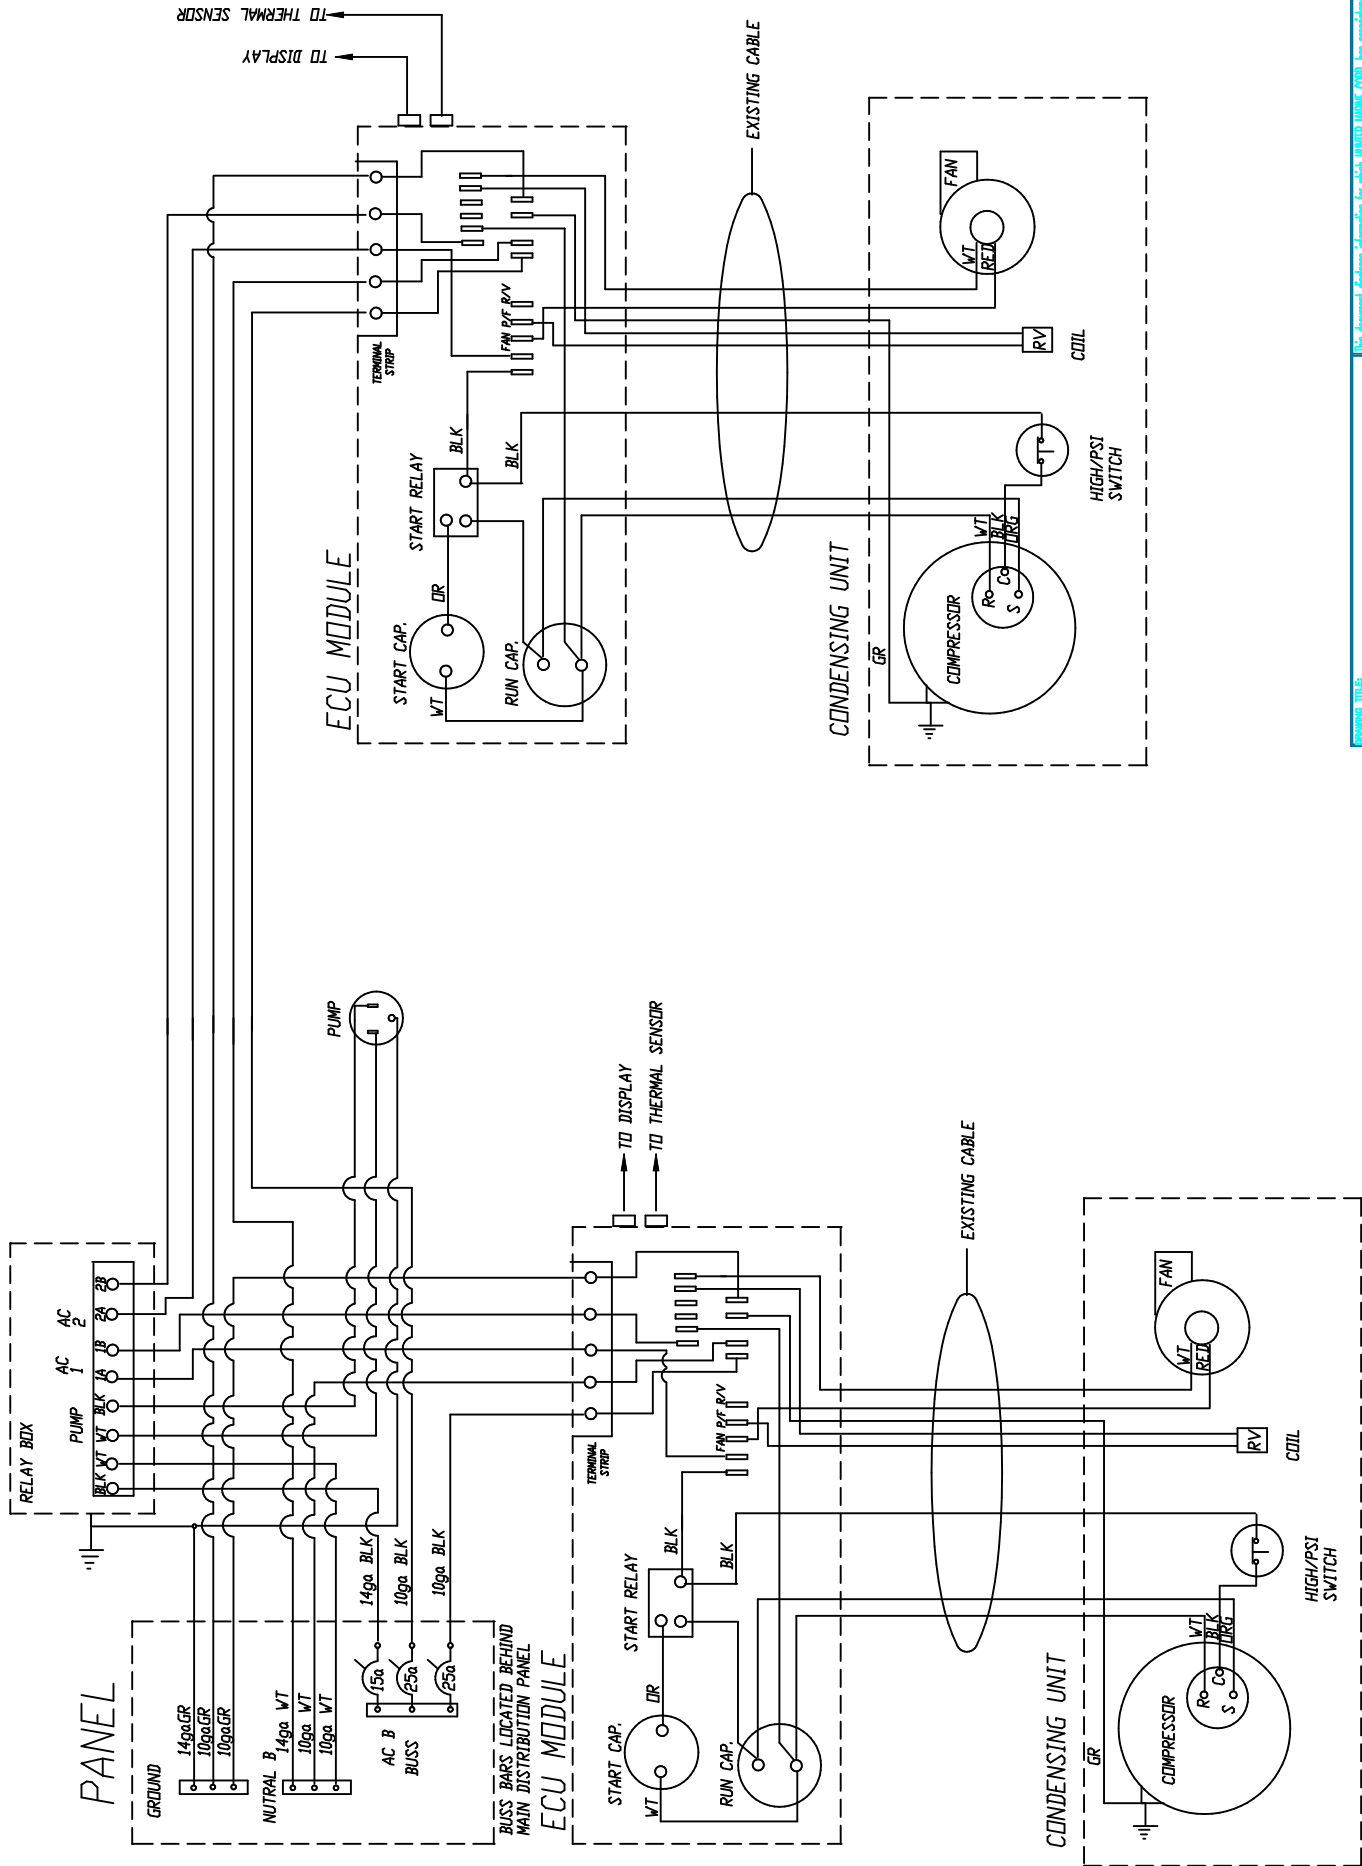 TO THERMAL SENSOR
TO DISPLAY
EXISTING CABLE
TERMINAL
STRIP
FAN P/F R/V
FAN
WT
RED
RV
COIL
START RELAY
BLK
BLK
ECU MODULE
START CAP.
OR
WT
RUN CAP.
HIGH/PSI
SWITCH
CONDENSING UNIT
GR
COMPRESSOR
WT
BLK
ORG
R
C
S
DRAWING TITLE:
RELAY BOX
PUMP
AC
1
AC
2
BLK
WT
WT
BLK
1A
1B
2A
2B
PUMP
TO DISPLAY
TO THERMAL SENSOR
PANEL
GROUND
14gaGR
10gaGR
10gaGR
NUTRAL B
14ga WT
10ga WT
10ga WT
14ga BLK
10ga BLK
10ga BLK
15a
25a
25a
AC B
BUSS
BUSS BARS LOCATED BEHIND
MAIN DISTRIBUTION PANEL
ECU MODULE
TERMINAL
STRIP
FAN P/F R/V
START RELAY
BLK
BLK
START CAP.
OR
WT
RUN CAP.
EXISTING CABLE
FAN
WT
RED
RV
COIL
HIGH/PSI
SWITCH
CONDENSING UNIT
GR
COMPRESSOR
WT
BLK
ORG
R
C
S